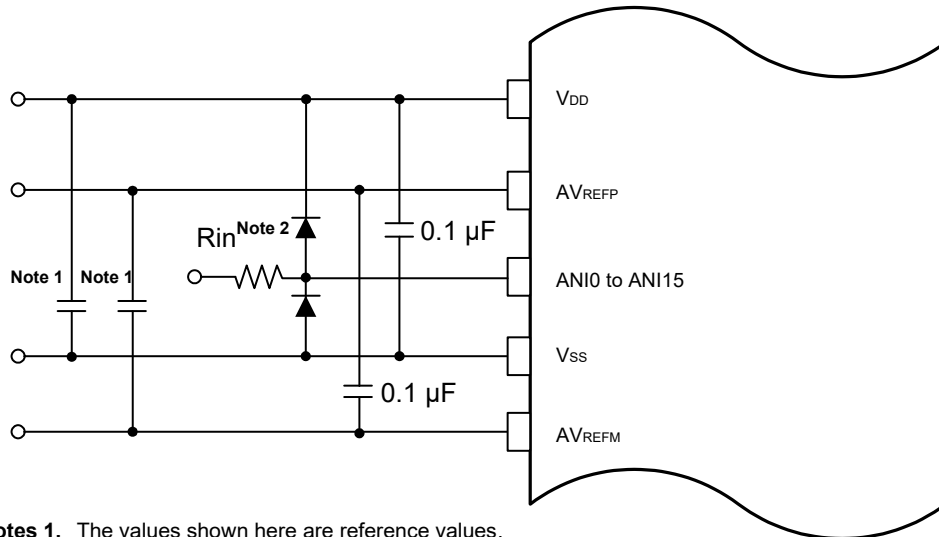 VDD
AVREFP
Rin Note 2
0.1 µF
Note 1 Note 1
ANI0 to ANI15
VSS
0.1 µF
AVREFM
otes 1. The values shown here are reference values.